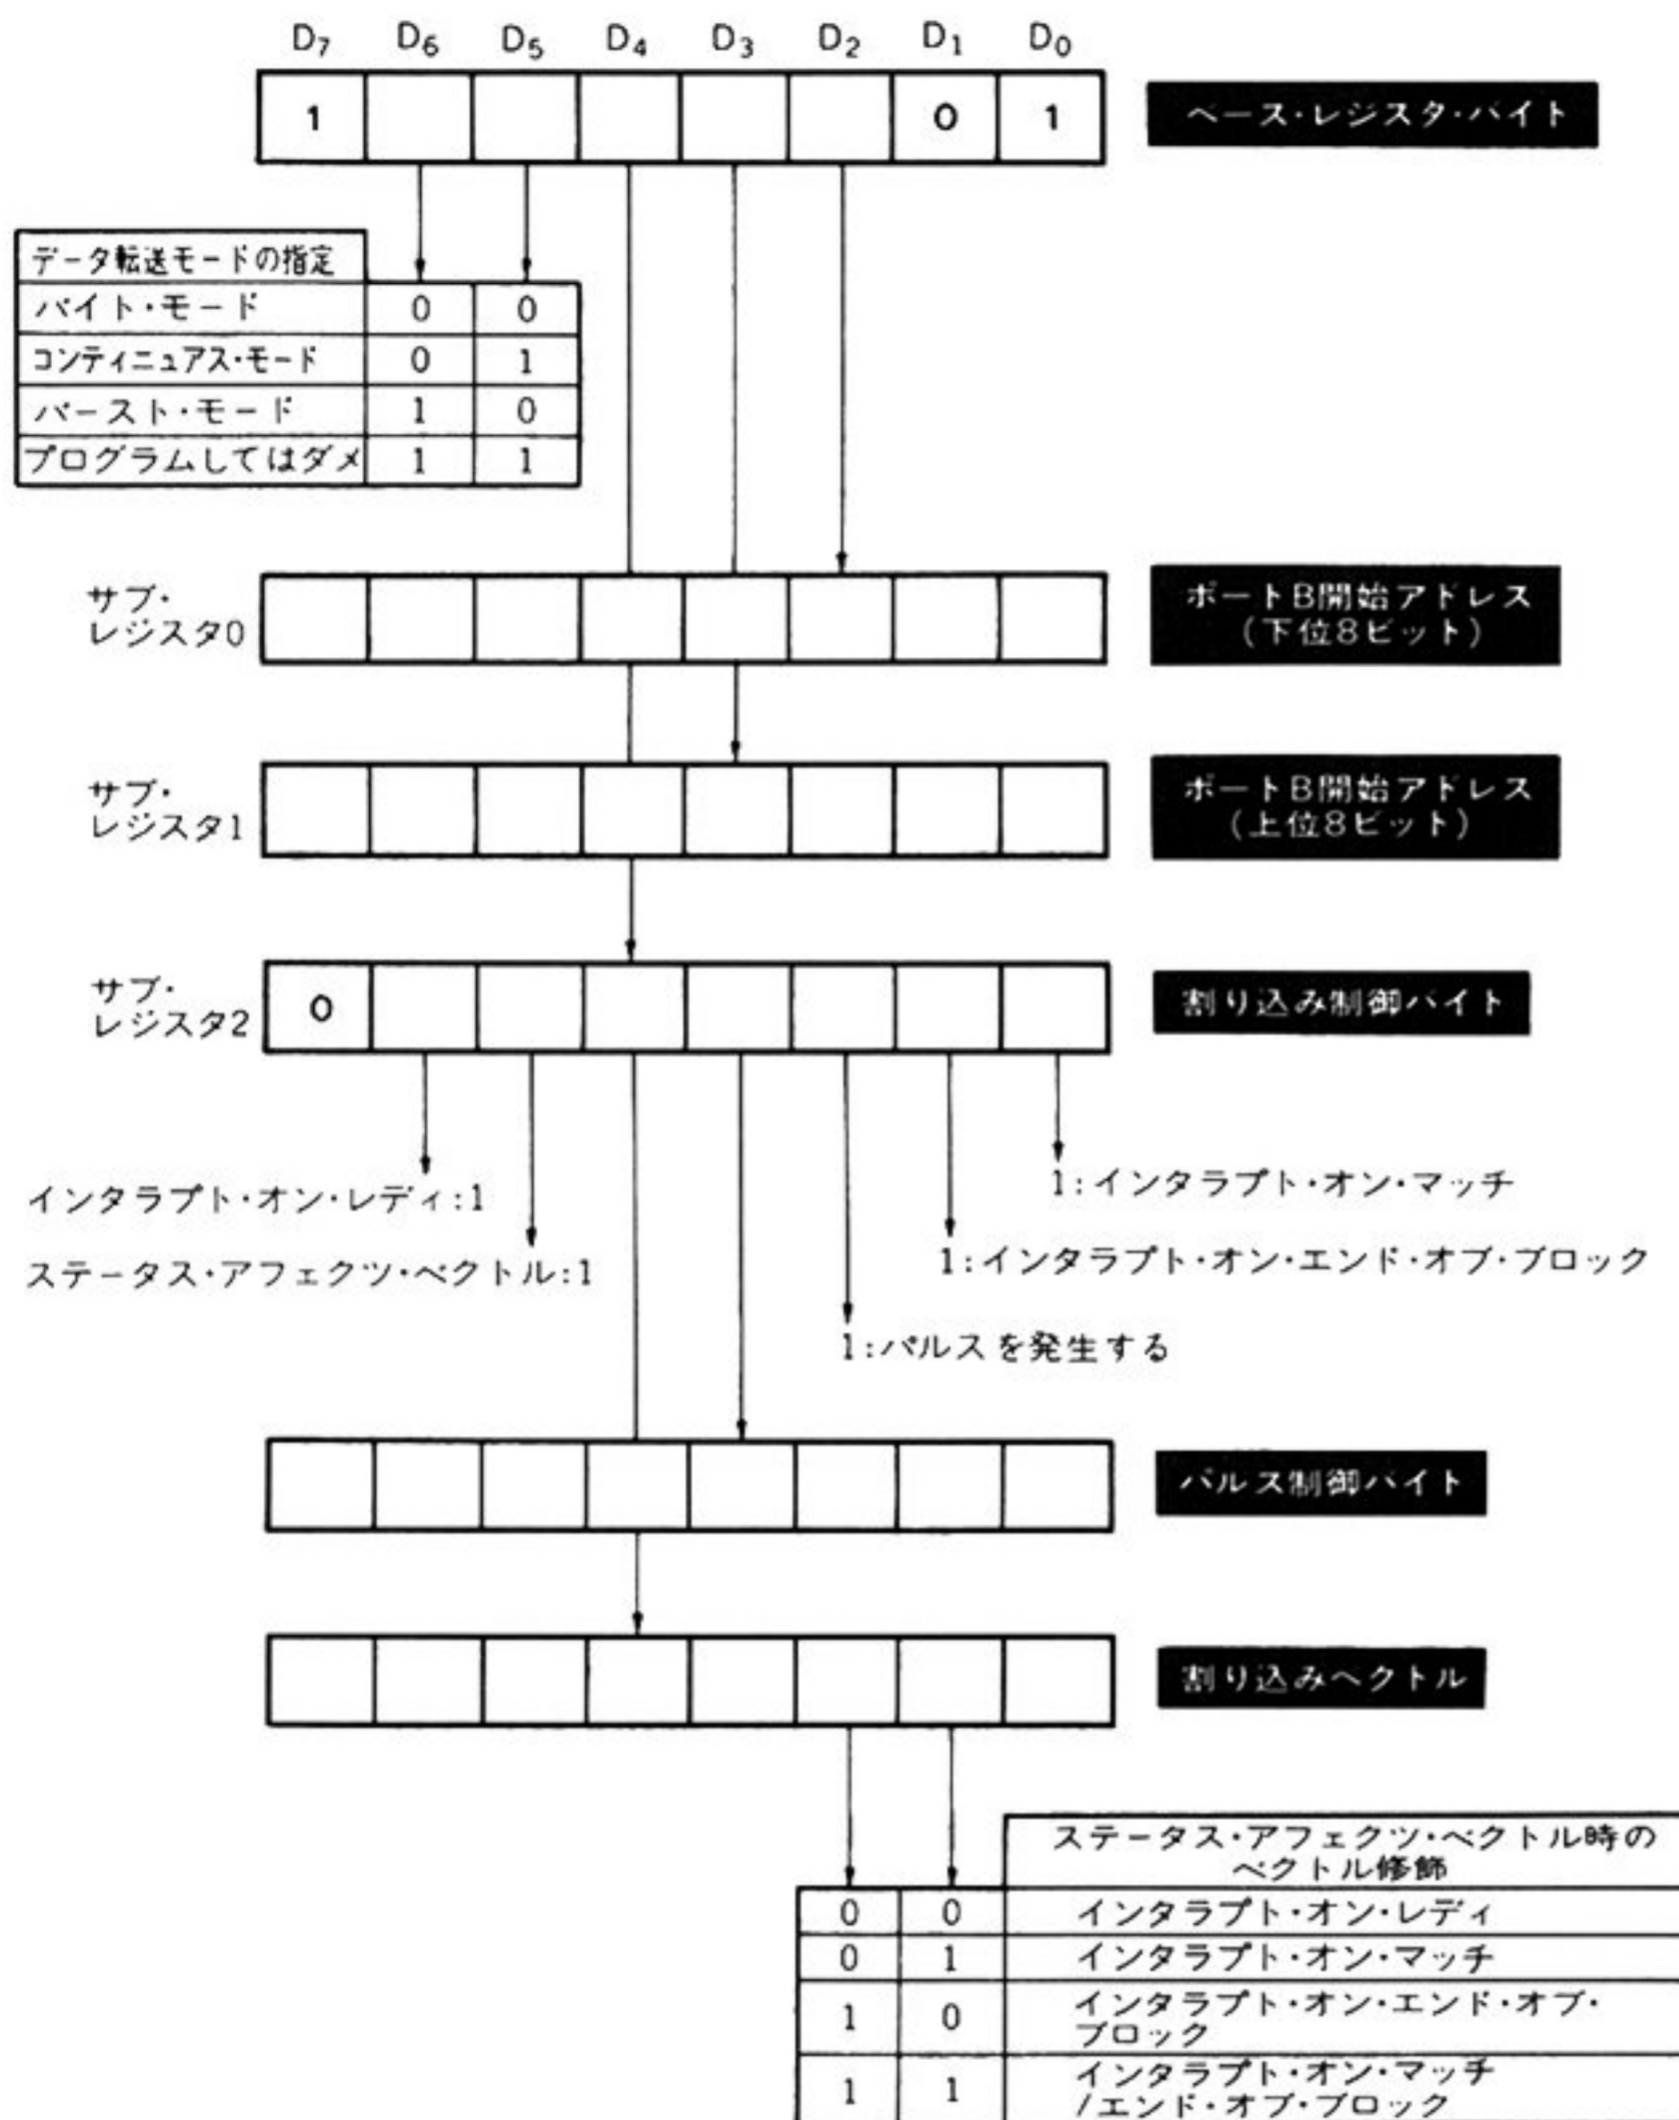 D7 D6 D5 D4 D3 D2 D1 D0
1 0 1
ベース・レジスタ・バイト
データ転送モードの指定
バイト・モード 0 0
コンティニュアス・モード 0 1
バースト・モード 1 0
プログラムしてはダメ 1 1
サブ・
レジスタ0
ポートB開始アドレス
(下位8ビット)
サブ・
レジスタ1
ポートB開始アドレス
(上位8ビット)
サブ・
レジスタ2
0
割り込み制御バイト
インタラプト・オン・レディ:1
1:インタラプト・オン・マッチ
ステータス・アフェクツ・ベクトル:1
1:インタラプト・オン・エンド・オブ・ブロック
1:パルスを発生する
パルス制御バイト
割り込みベクトル
ステータス・アフェクツ・ベクトル時の
ベクトル修飾
0 0 インタラプト・オン・レディ
0 1 インタラプト・オン・マッチ
1 0 インタラプト・オン・エンド・オブ・
ブロック
1 1 インタラプト・オン・マッチ
/エンド・オブ・ブロック